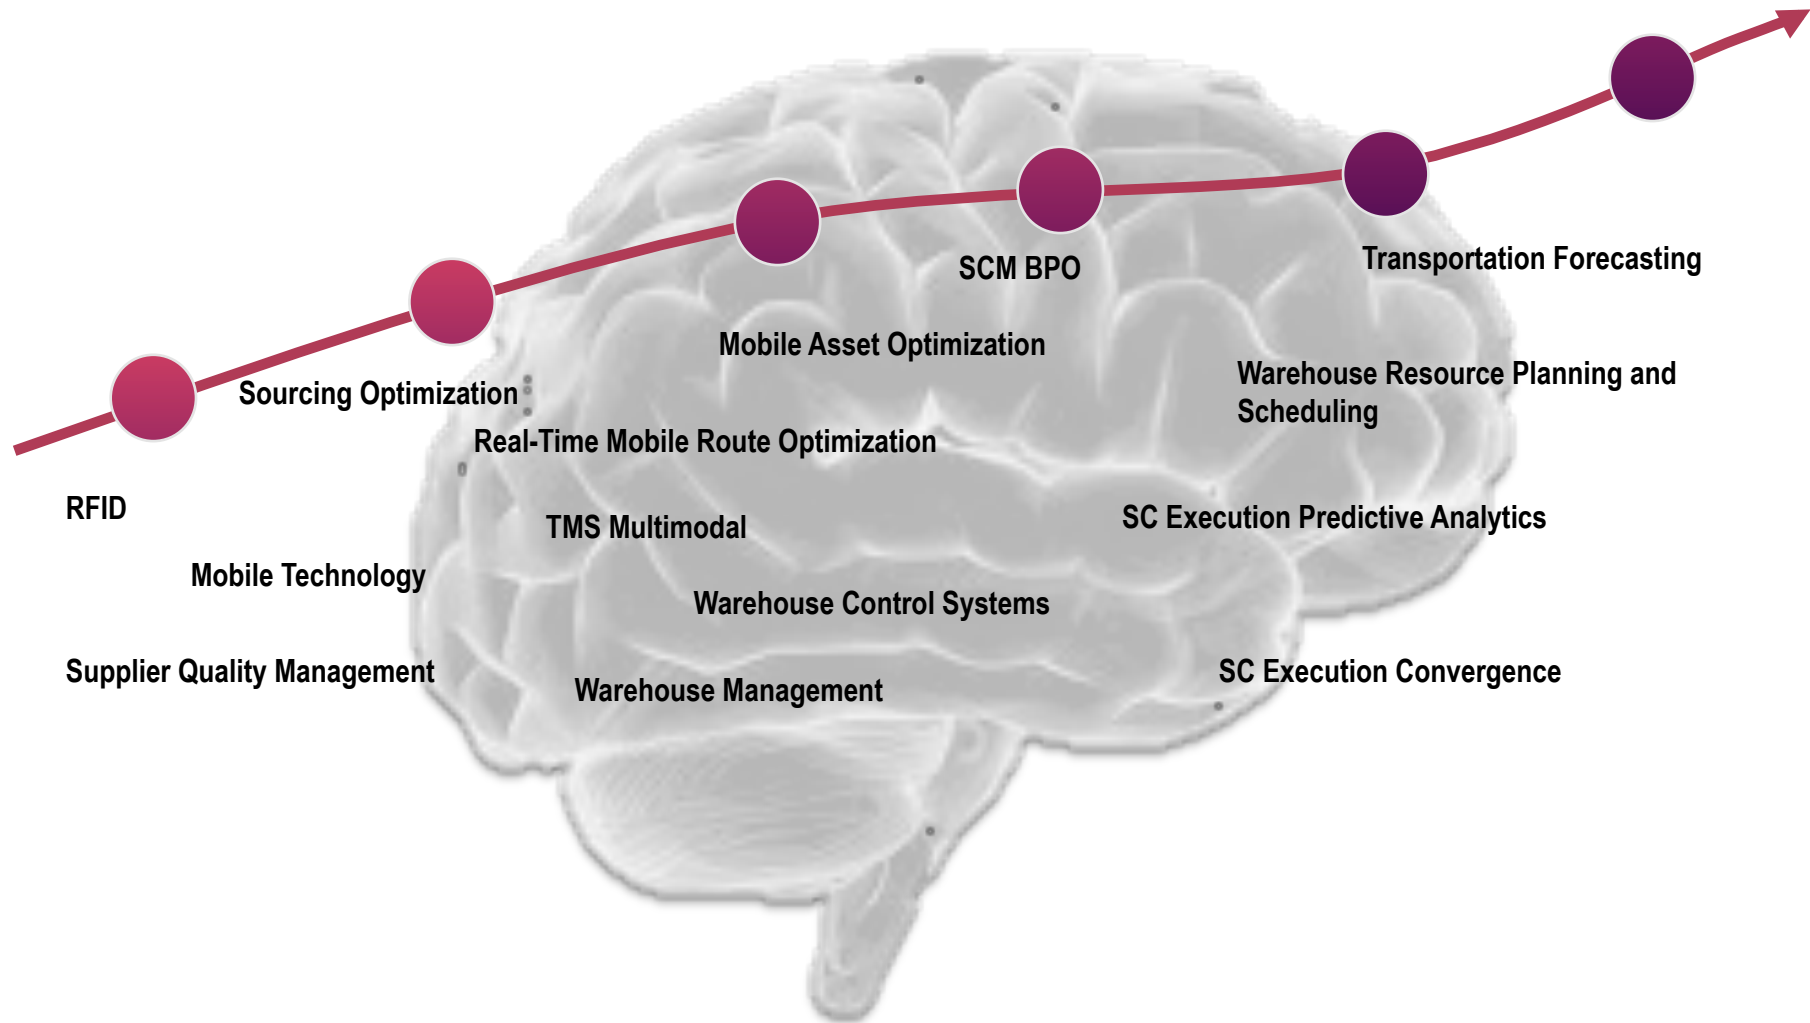 SCM BPO
Transportation Forecasting
Mobile Asset Optimization
Warehouse Resource Planning and
Scheduling
Sourcing Optimization
Real-Time Mobile Route Optimization
RFID
TMS Multimodal
SC Execution Predictive Analytics
Mobile Technology
Warehouse Control Systems
Supplier Quality Management
Warehouse Management
SC Execution Convergence